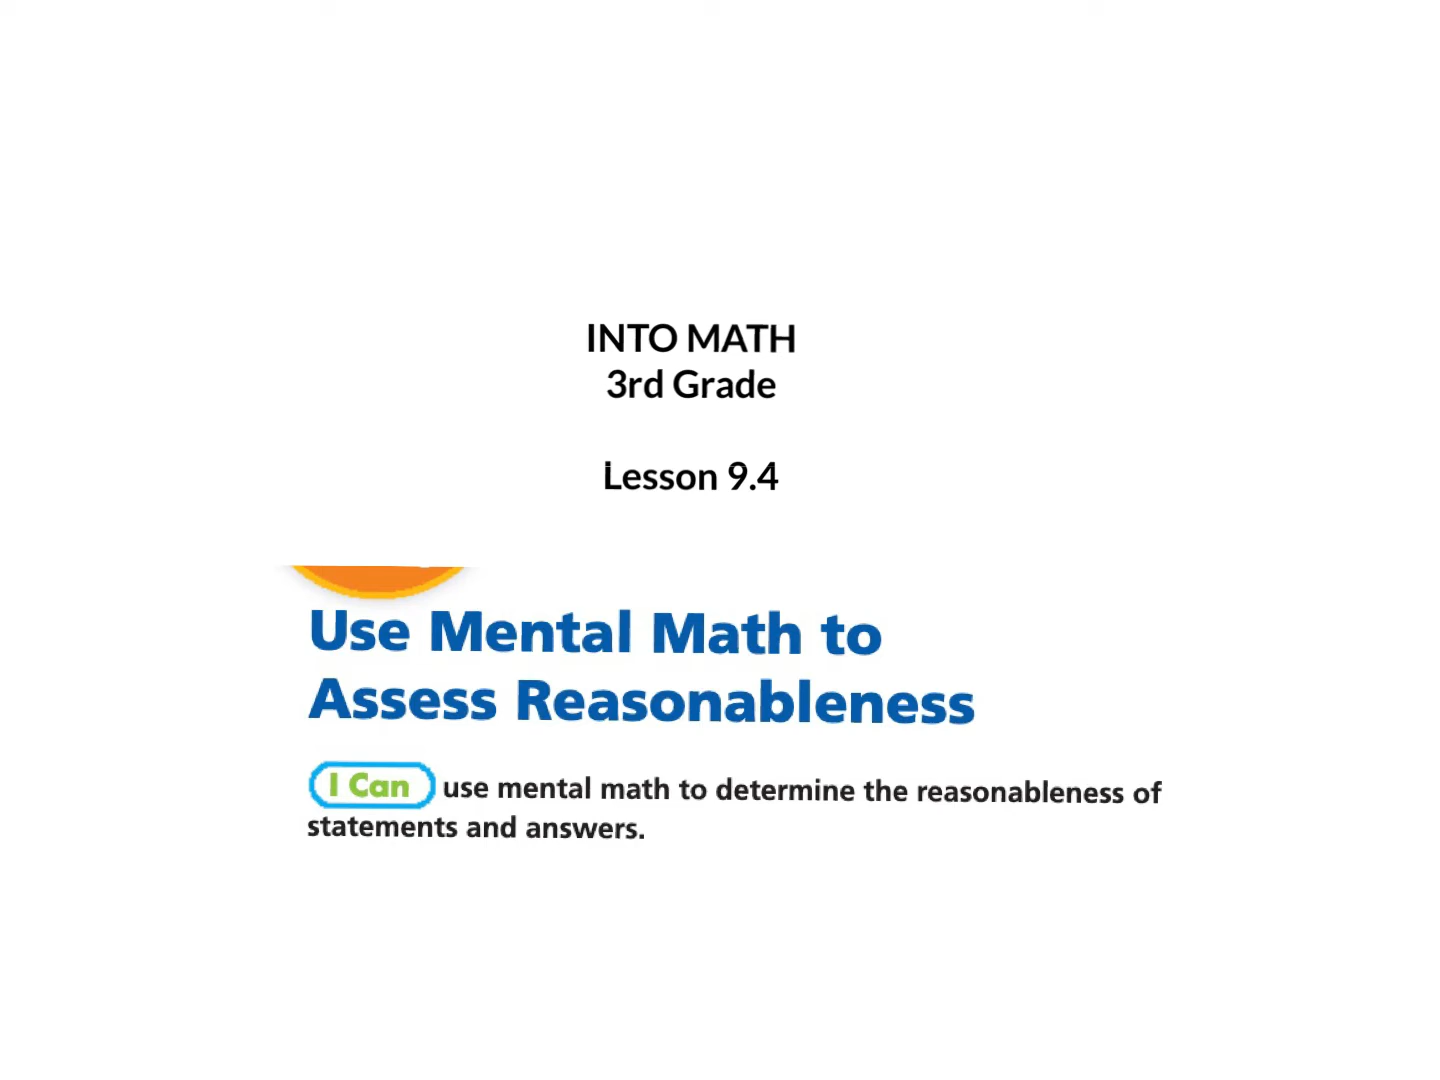 INTO MATH
3rd Grade
Lesson 9.4
Use Mental Math to
Assess Reasonableness
I Can use mental math to determine the reasonableness of
statements and answers.